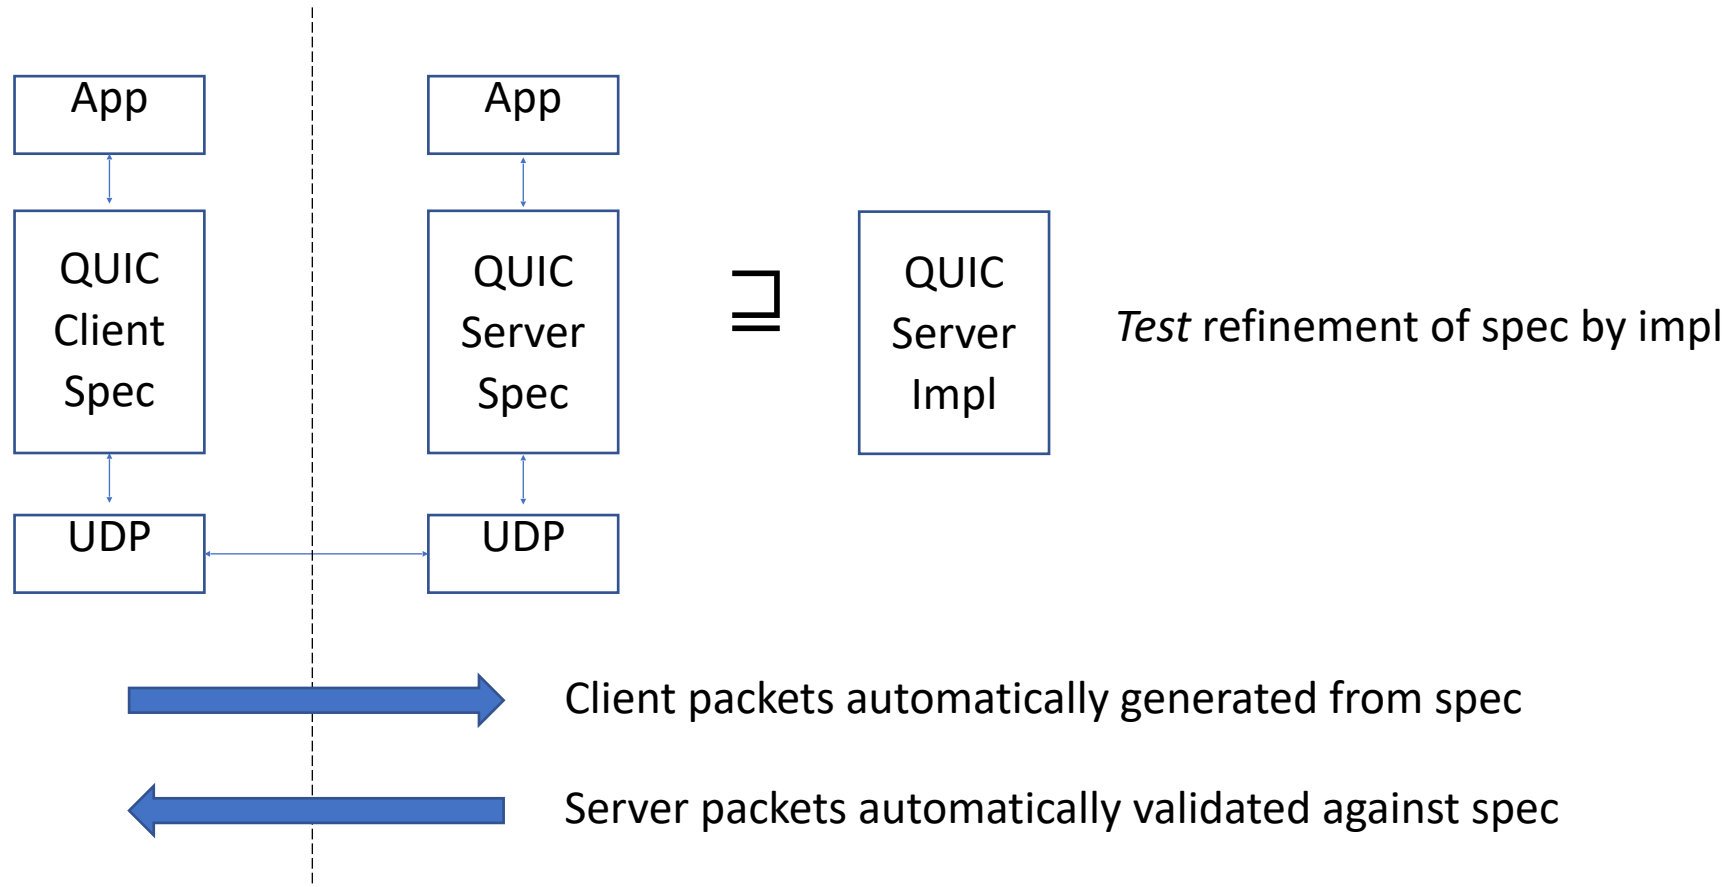 App
App
QUIC
Client
Spec
QUIC
Server
Spec
⊒
QUIC
Server
Impl
Test refinement of spec by impl
UDP
UDP
Client packets automatically generated from spec
Server packets automatically validated against spec